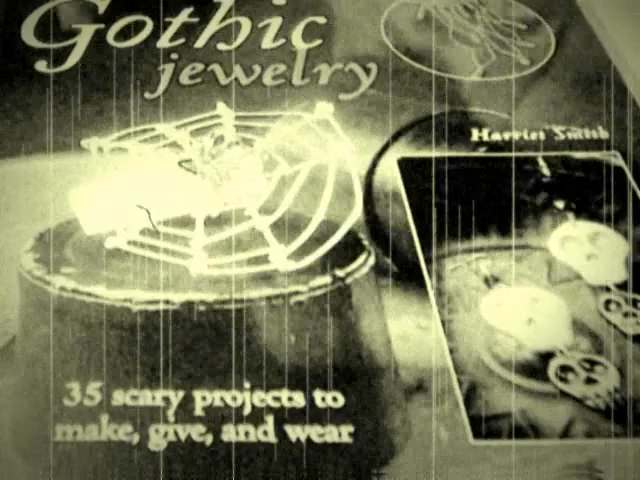 Gothic
jewelry
Harriet Smith
35 scary projects to
make, give, and wear